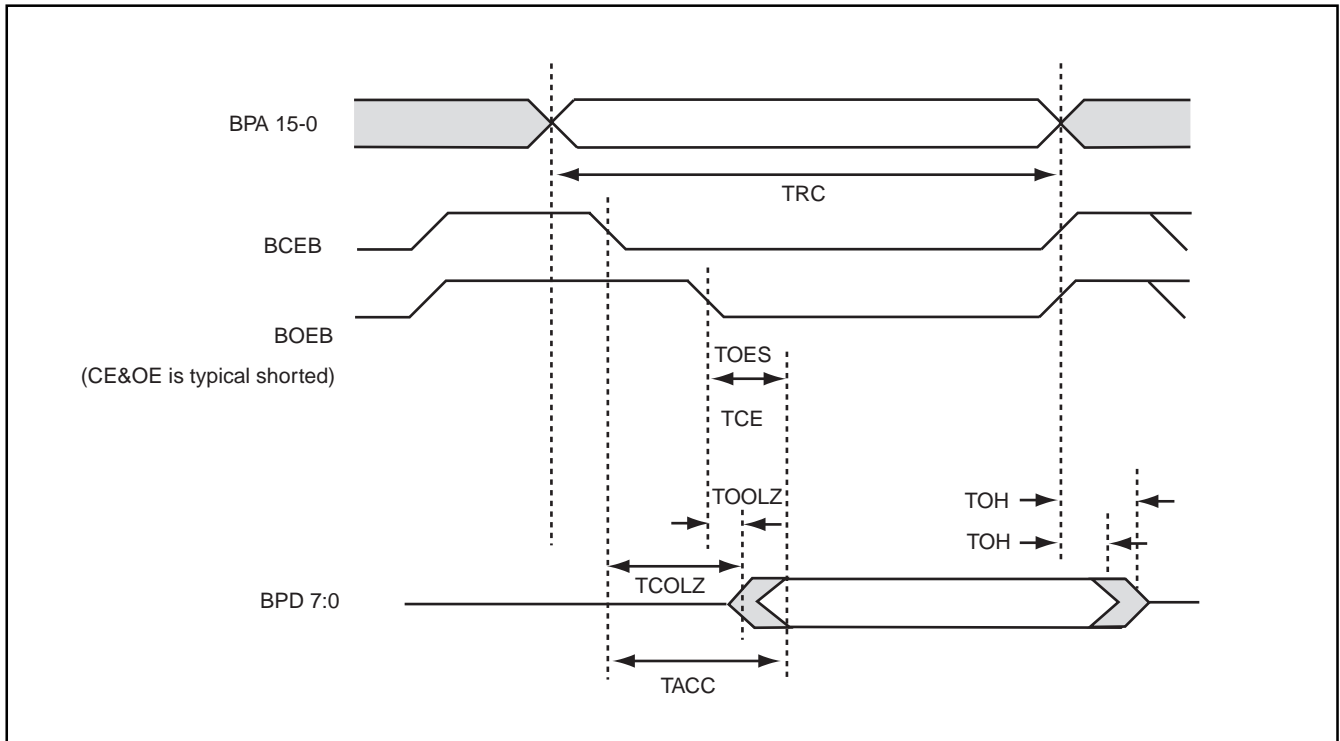 BPA 15-0
TRC
BCEB
BOEB
TOES
(CE&OE is typical shorted)
TCE
TOOLZ
TOH
TOH
TCOLZ
BPD 7:0
TACC